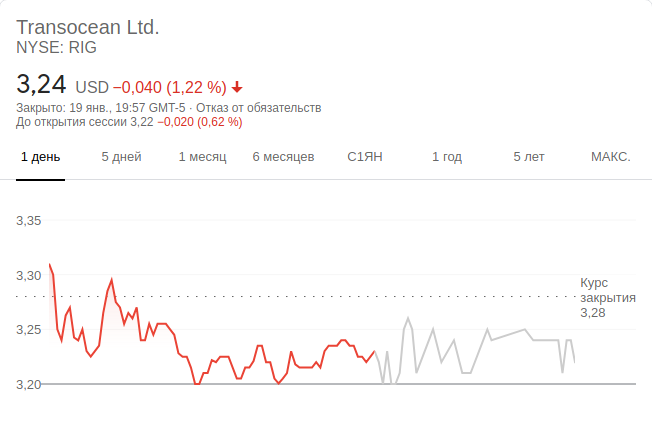 Transocean Ltd.
NYSE: RIG
3,24 USD −0,040 (1,22 %)
Закрыто: 19 янв., 19:57 GMT-5 · Отказ от обязательств
До открытия сессии 3,22 −0,020 (0,62 %)
1 день 5 дней 1 месяц 6 месяцев С1ЯН 1 год 5 лет МАКС.
3,35
3,30
Курс
закрытия
3,28
3,25
3,20